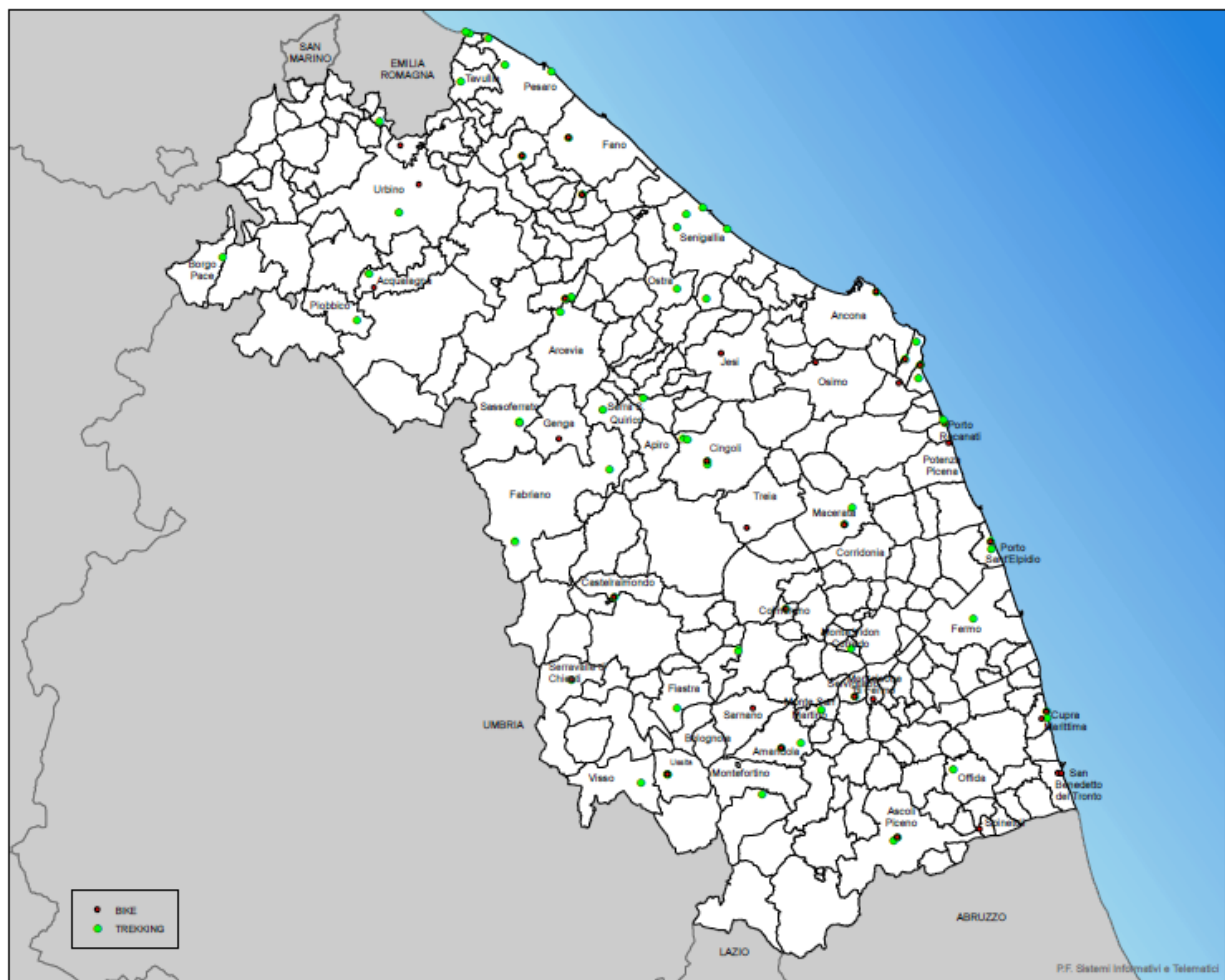 SAN
MARINO
EMILIA
ROMAGNA
Tavullia
Pesaro
Fano
Urbino
Senigallia
Borgo
Pace
Acqualagna
Ostra
Piobbico
Ancona
Arcevia
Jesi
Osimo
Sassoferrato
Serra S.
Quirico
Genga
Porto
Recanati
Apiro
Cingoli
Potenza
Picena
Fabriano
Treia
Macerata
Corridonia
Porto
Sant'Elpidio
Castelraimondo
Colmurano
Fermo
Serravalle di
Chienti
Fiastra
Monte San
Martino
Sarnano
Cupra
Marittima
UMBRIA
Bolognola
Amandola
Ussita
Visso
Montefortino
Offida
San
Benedetto
del Tronto
Ascoli
Piceno
Spinetoli
BIKE
TREKKING
ABRUZZO
LAZIO
P.F. Sistemi Informativi e Telematici